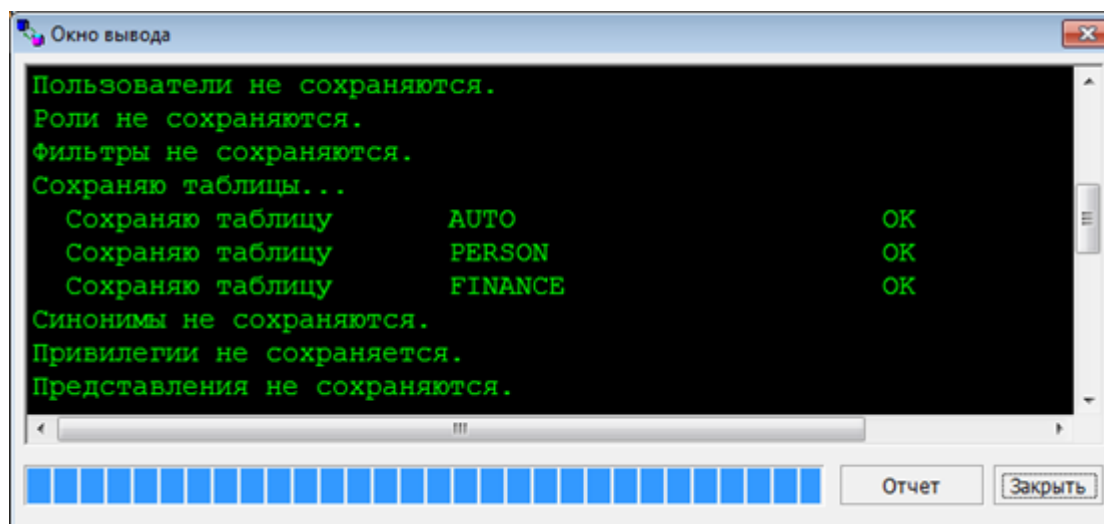 Окно вывода
Пользователи не сохраняются.
Роли не сохраняются.
Фильтры не сохраняются.
Сохраняю таблицы...
Сохраняю таблицу AUTO OK
Сохраняю таблицу PERSON OK
Сохраняю таблицу FINANCE OK
Синонимы не сохраняются.
Привилегии не сохраняется.
Представления не сохраняются.
Отчет Закрыть